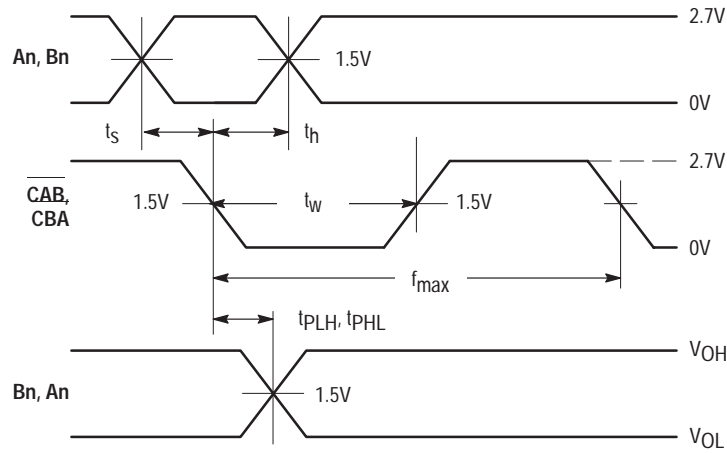 2.7V
An, Bn
1.5V
0V
ts
th
2.7V
CAB,
CBA
1.5V
tw
1.5V
0V
fmax
tPLH, tPHL
VOH
Bn, An
1.5V
VOL